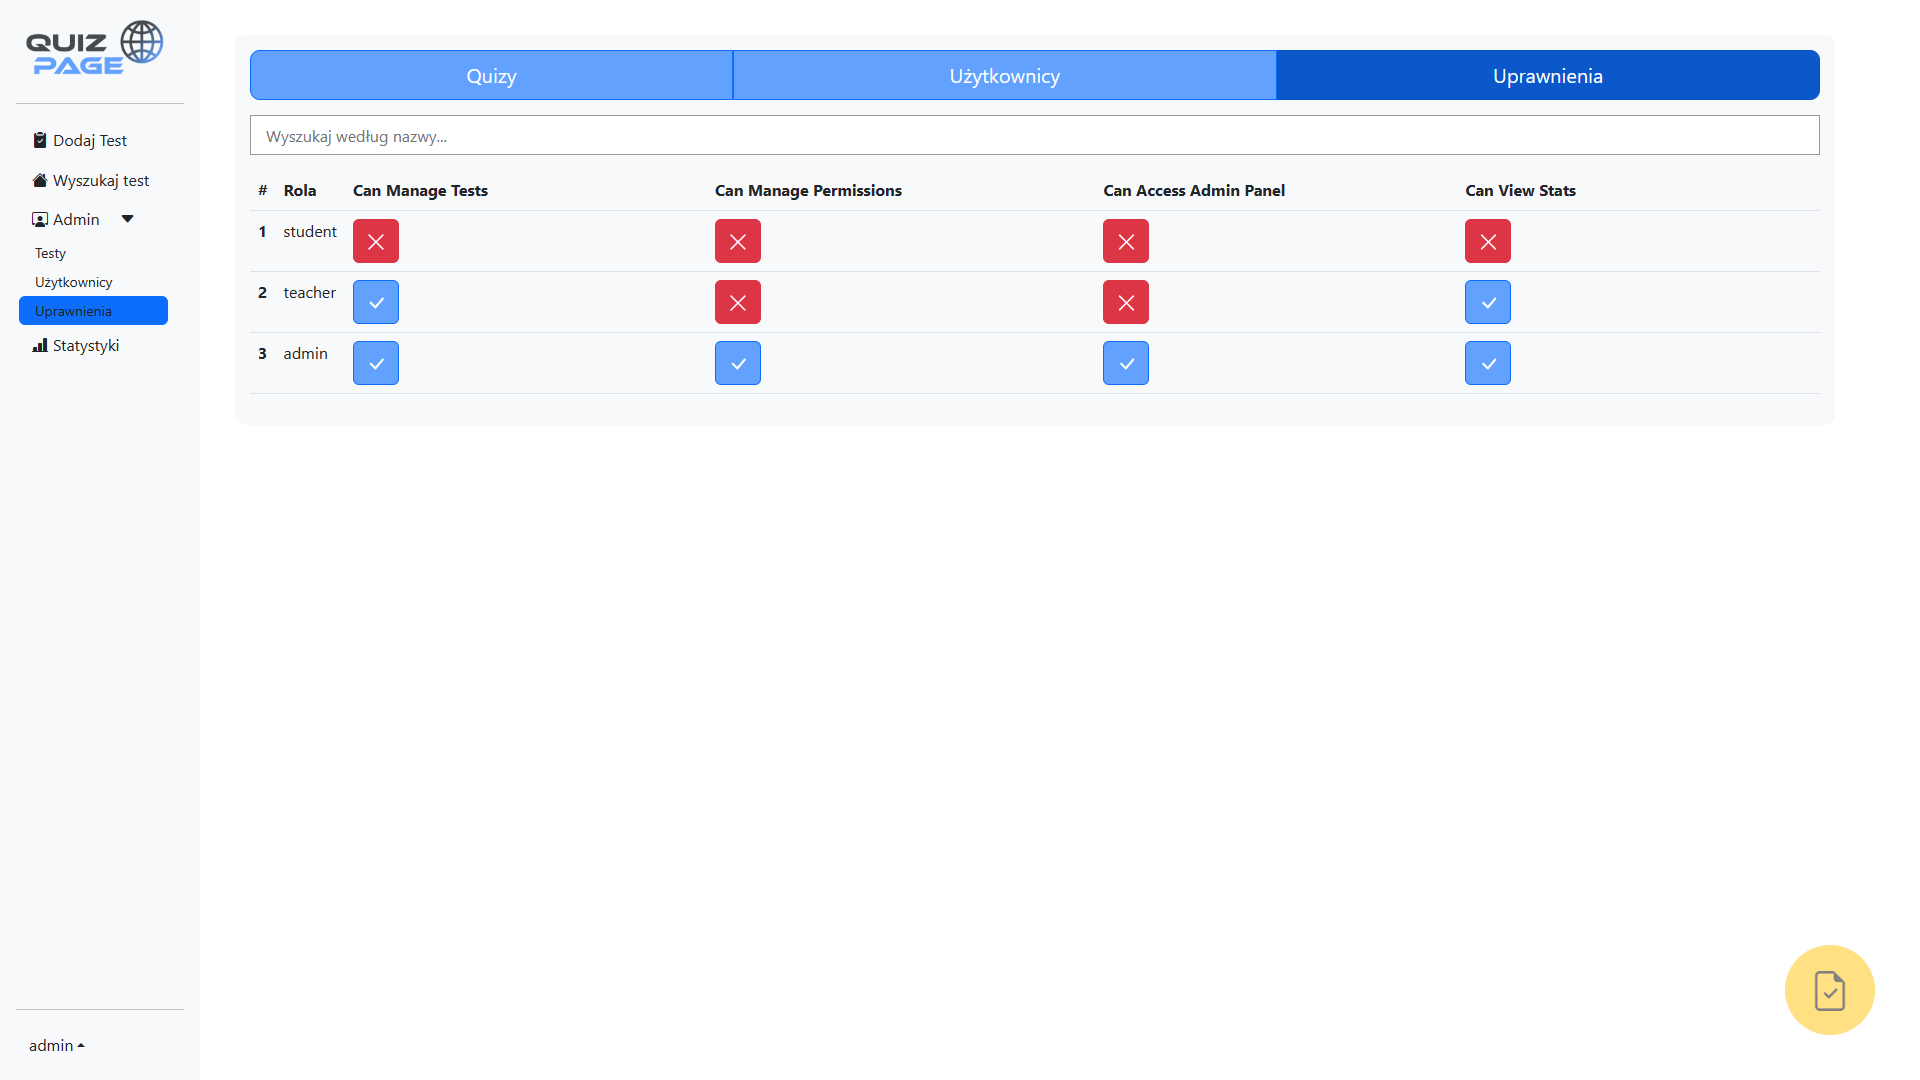 QUIZ
PAGE
Dodaj Test
Wyszukaj test
Admin
Testy
Użytkownicy
Uprawnienia
Statystyki
admin
Quizy Użytkownicy Uprawnienia
Wyszukaj według nazwy...
# Rola Can Manage Tests Can Manage Permissions Can Access Admin Panel Can View Stats
1 student
2 teacher
3 admin